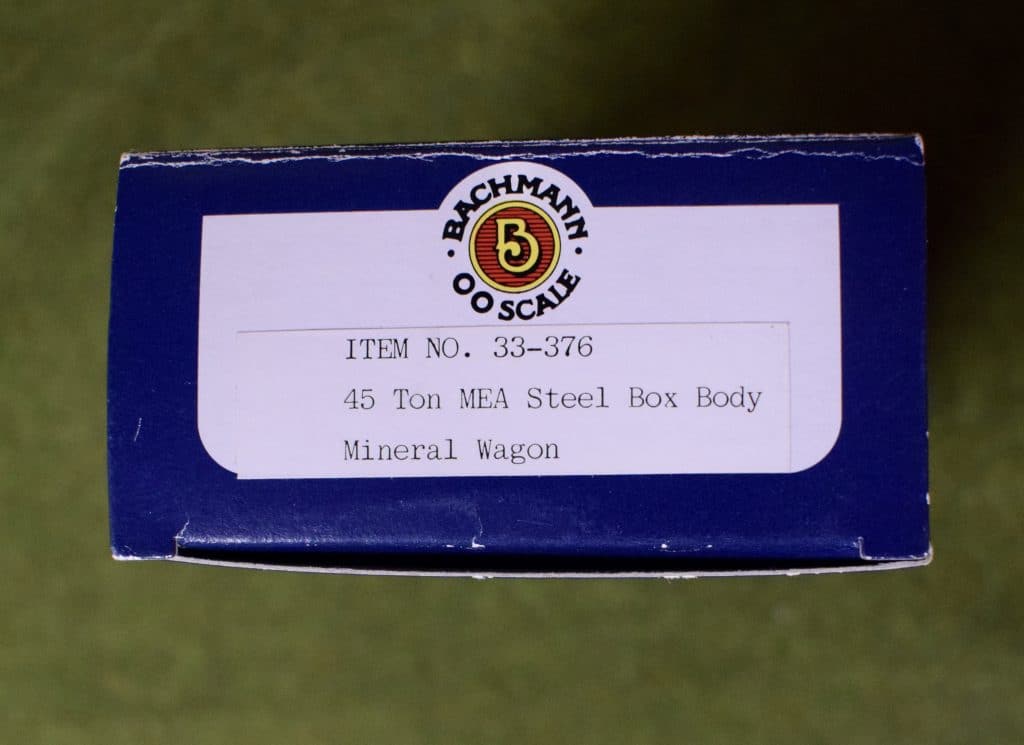 · BACHMANN ·
B
OO SCALE
ITEM NO. 33-376
45 Ton MEA Steel Box Body
Mineral Wagon